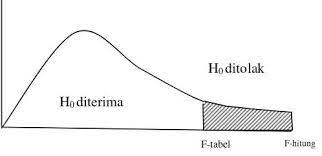 H₀ ditolak
H₀ diterima
F-tabel F-hitung